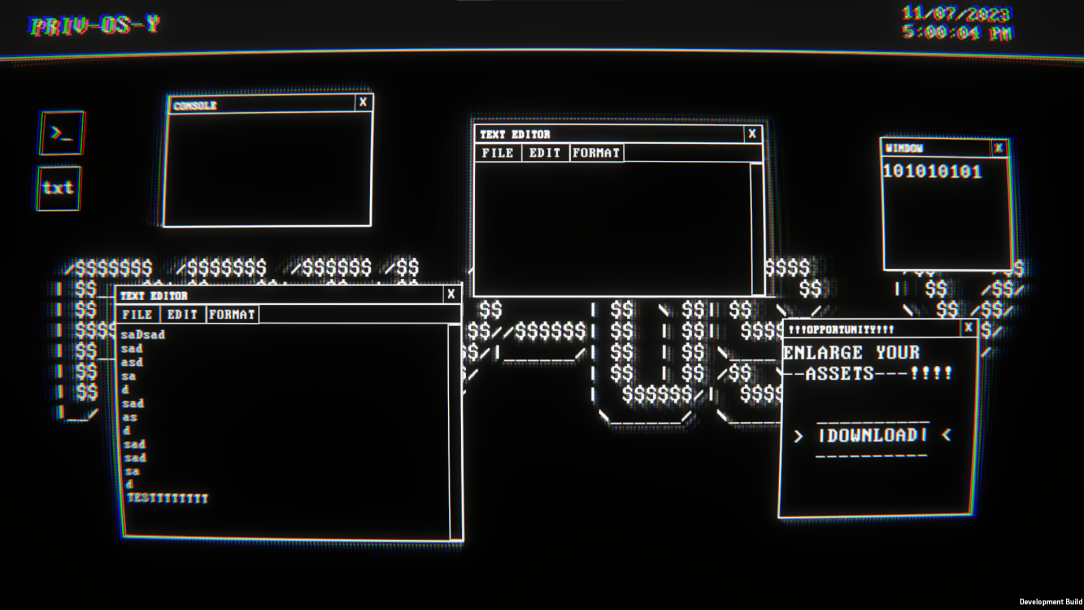 PRIV-OS-Y
11/07/2023
5:00:04 PM
>_
txt
CONSOLE X
TEXT EDITOR X
FILE EDIT FORMAT
WINDOW X
101010101
TEXT EDITOR X
FILE EDIT FORMAT
saDsad
sad
asd
sa
d
sad
as
d
sad
sad
sa
d
TESTTTTTTTT
!!!OPPORTUNITY!!! X
ENLARGE YOUR
--ASSETS---!!!!
> |DOWNLOAD| <
Development Build